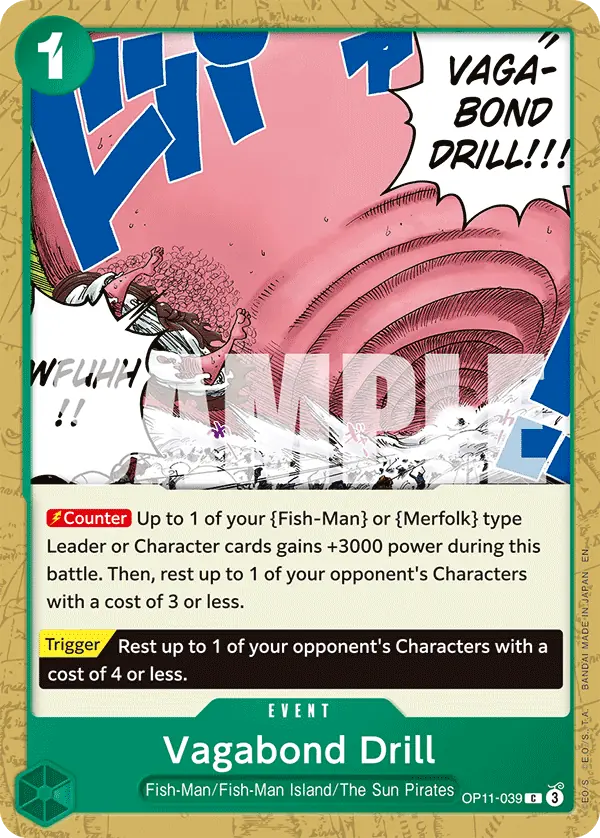 1
VAGA-
BOND
DRILL!!!
ドドドド
WFUHH
!!
SAMPLE
Counter Up to 1 of your {Fish-Man} or {Merfolk} type
Leader or Character cards gains +3000 power during this
battle. Then, rest up to 1 of your opponent's Characters
with a cost of 3 or less.
Trigger Rest up to 1 of your opponent's Characters with a
cost of 4 or less.
EVENT
Vagabond Drill
Fish-Man/Fish-Man Island/The Sun Pirates
OP11-039 C 3
©E.O./S. ©E.O./S.,T.A. BANDAI MADE IN JAPAN EN